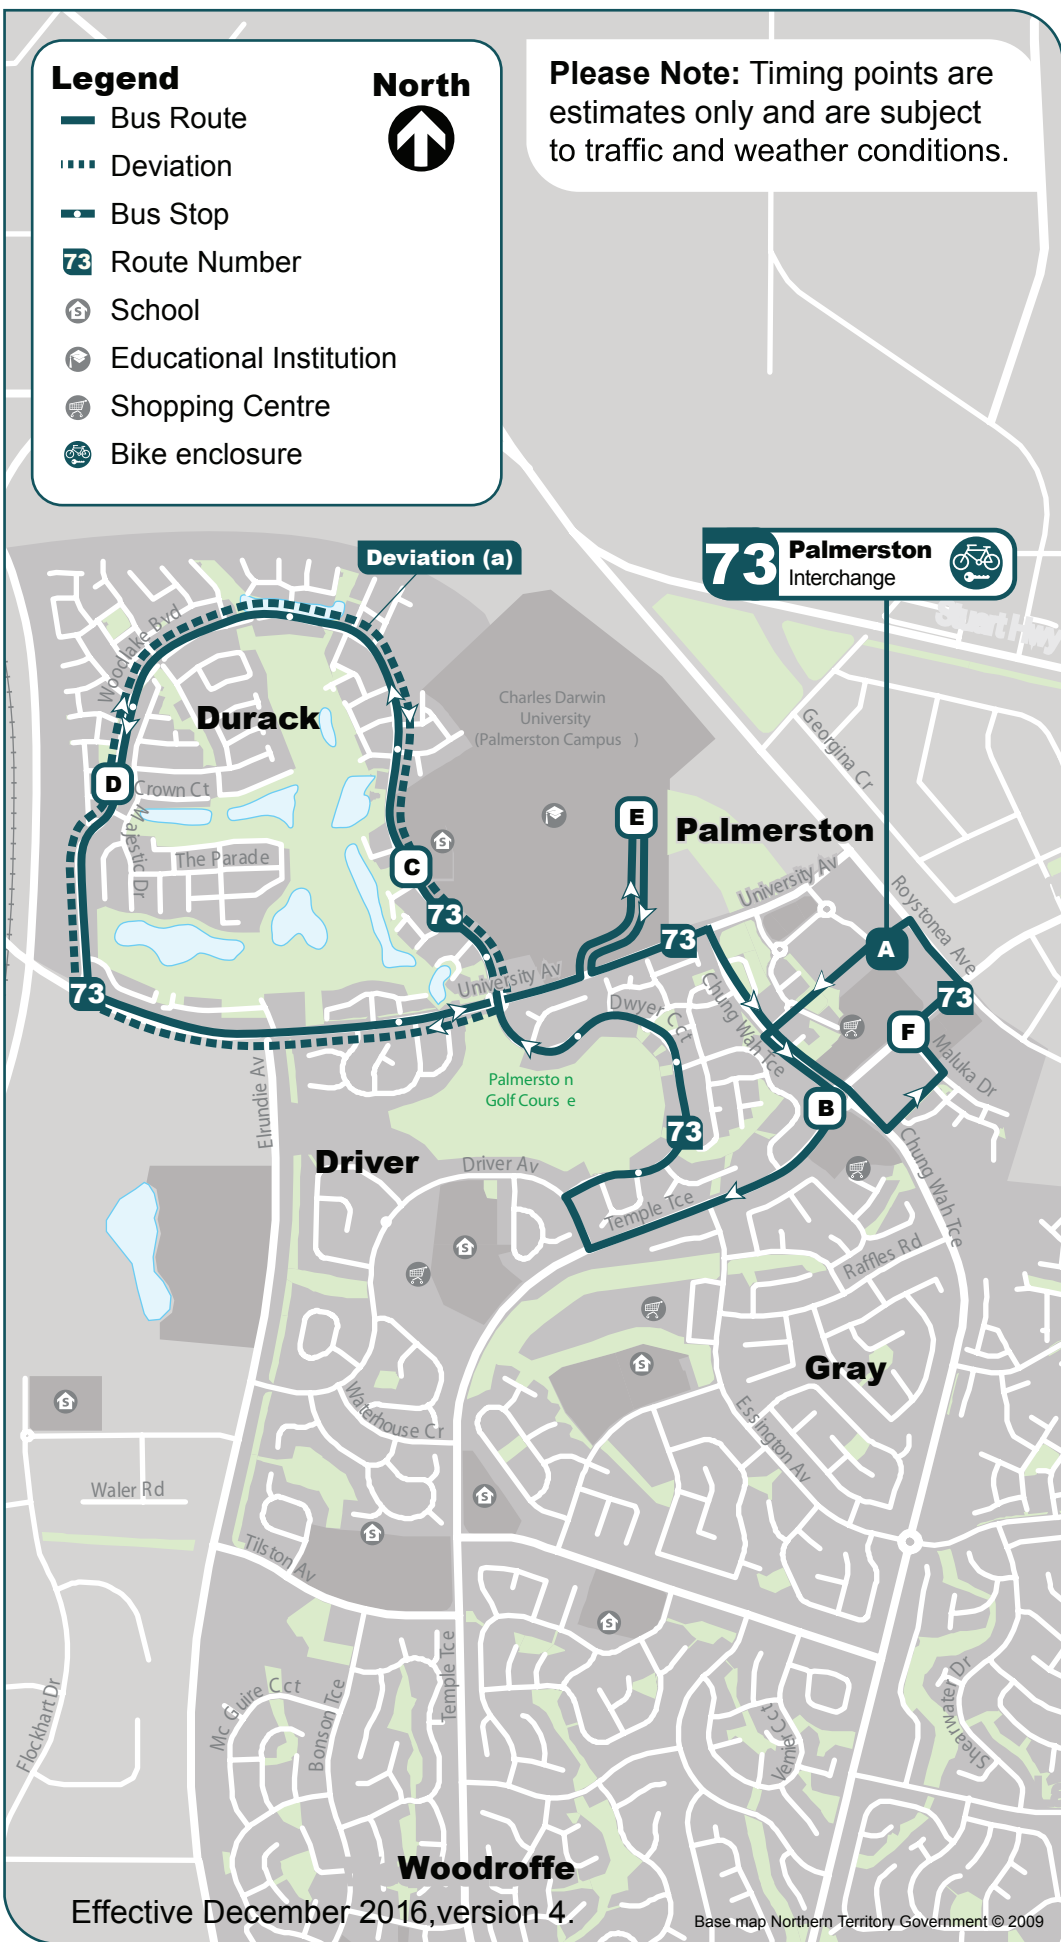 Legend
North
Bus Route
Deviation
Bus Stop
73 Route Number
S School
Educational Institution
Shopping Centre
Bike enclosure
Please Note: Timing points are
estimates only and are subject
to traffic and weather conditions.
73 Palmerston
Interchange
Stuart Hwy
Deviation (a)
Woodlake Bvd
Durack
Charles Darwin
University
(Palmerston Campus )
Georgina Cr
D
Crown Ct
Majestic Dr
The Parade
E
Palmerston
S
C
University Av
Roystonea Ave
73
73
A
73
University Av
Chung Wah Tce
73
Dwyer Cct
F
Maluka Dr
Elrundie Av
Palmersto n
Golf Cours e
B
73
Driver
Driver Av
Chung Wah Tce
Temple Tce
S
Raffles Rd
S
Gray
S
Waterhouse Cr
Essington Av
Waler Rd
S
S
Tilston Av
S
Flockhart Dr
Mc Guire Cct
Bonson Tce
Temple Tce
Vernier Cct
Shearwater Dr
Woodroffe
Effective December 2016,version 4.
Base map Northern Territory Government © 2009